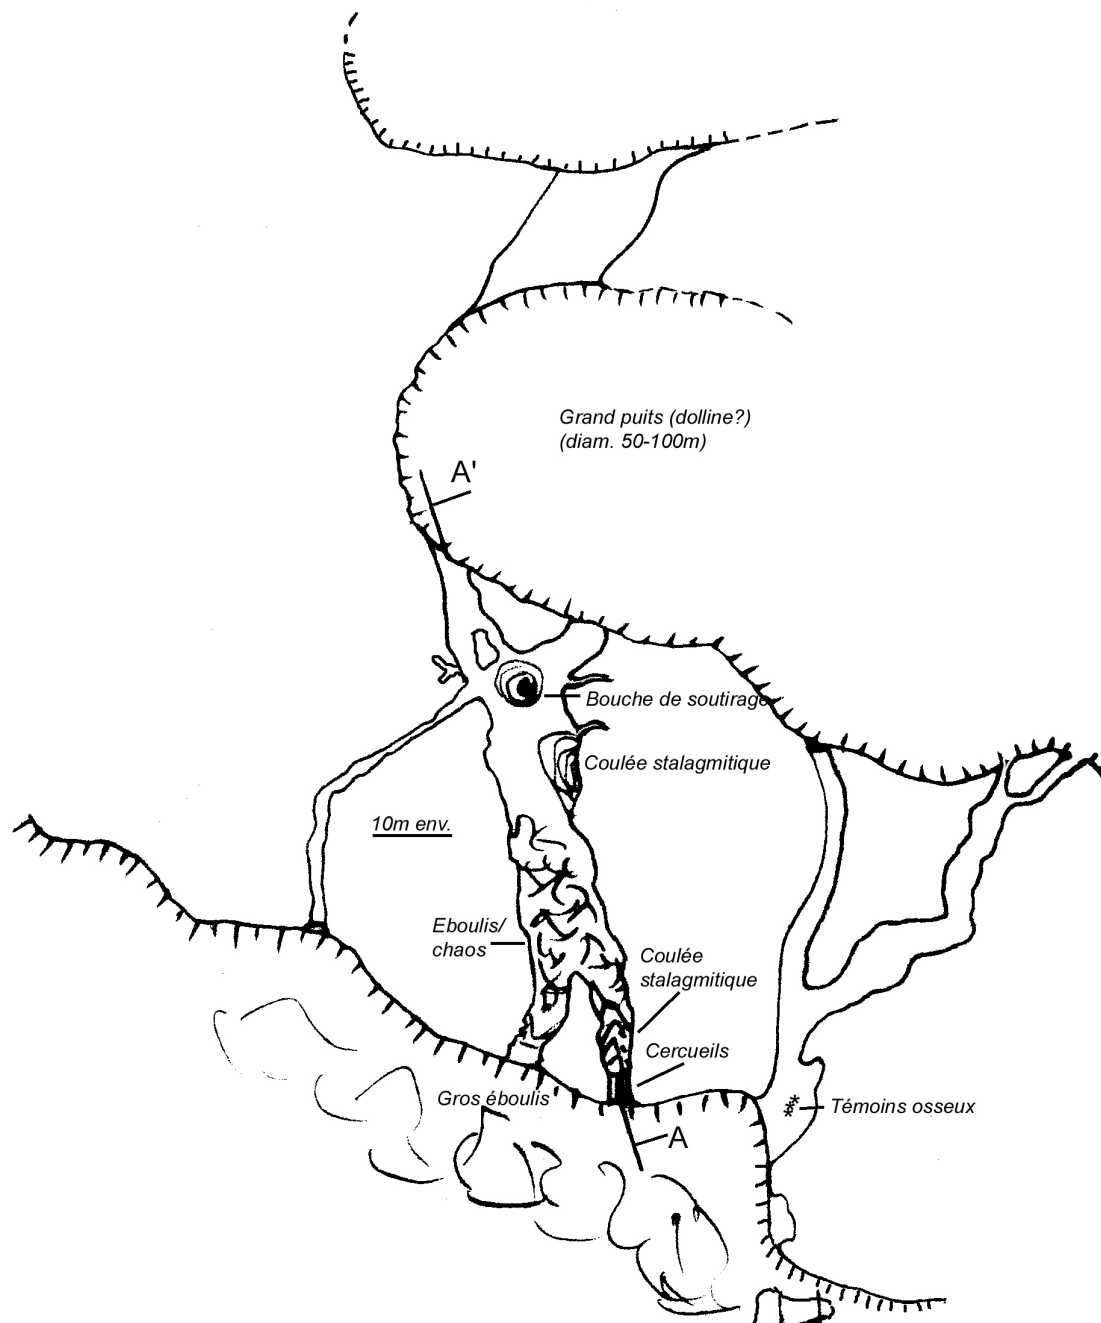 Grand puits (dolline?)
(diam. 50-100m)
A'
Bouche de soutirage
Coulée stalagmitique
10m env.
Eboulis/
chaos
Coulée
stalagmitique
Cercueils
Gros éboulis
Témoins osseux
A